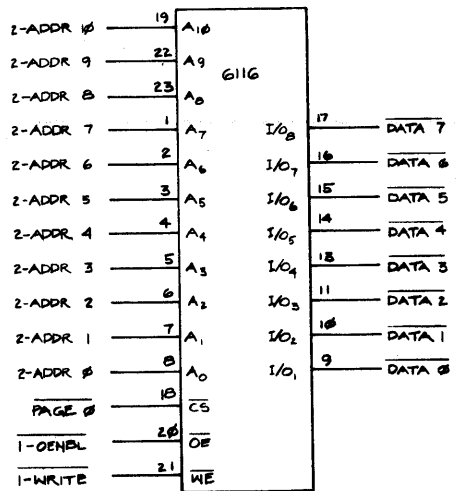 2-ADDR 10 19 A10
2-ADDR 9 22 A9
6116
2-ADDR 8 23 A8
2-ADDR 7 1 A7 I/O8 17 DATA 7
2-ADDR 6 2 A6 I/O7 16 DATA 6
2-ADDR 5 3 A5 I/O6 15 DATA 5
2-ADDR 4 4 A4 I/O5 14 DATA 4
2-ADDR 3 5 A3 I/O4 13 DATA 3
2-ADDR 2 6 A2 I/O3 11 DATA 2
2-ADDR 1 7 A1 I/O2 10 DATA 1
2-ADDR 0 8 A0 I/O1 9 DATA 0
PAGE 0 18 CS
1-OENBL 20 OE
1-WRITE 21 WE